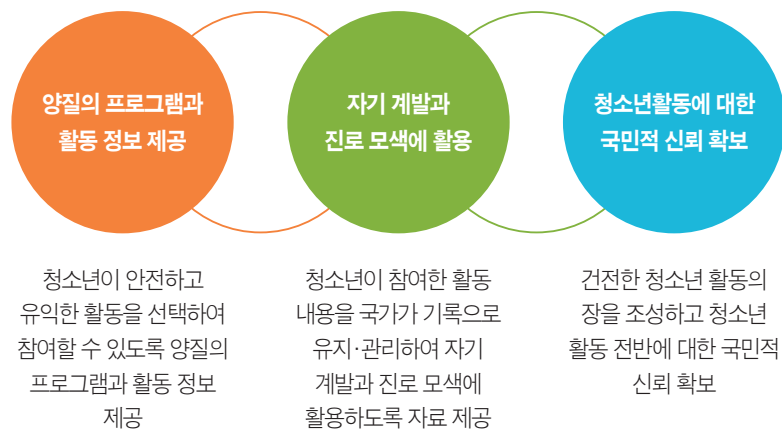 양질의 프로그램과
활동 정보 제공
자기 계발과
진로 모색에 활용
청소년활동에 대한
국민적 신뢰 확보
청소년이 안전하고
유익한 활동을 선택하여
참여할 수 있도록 양질의
프로그램과 활동 정보
제공
청소년이 참여한 활동
내용을 국가가 기록으로
유지·관리하여 자기
계발과 진로 모색에
활용하도록 자료 제공
건전한 청소년 활동의
장을 조성하고 청소년
활동 전반에 대한 국민적
신뢰 확보